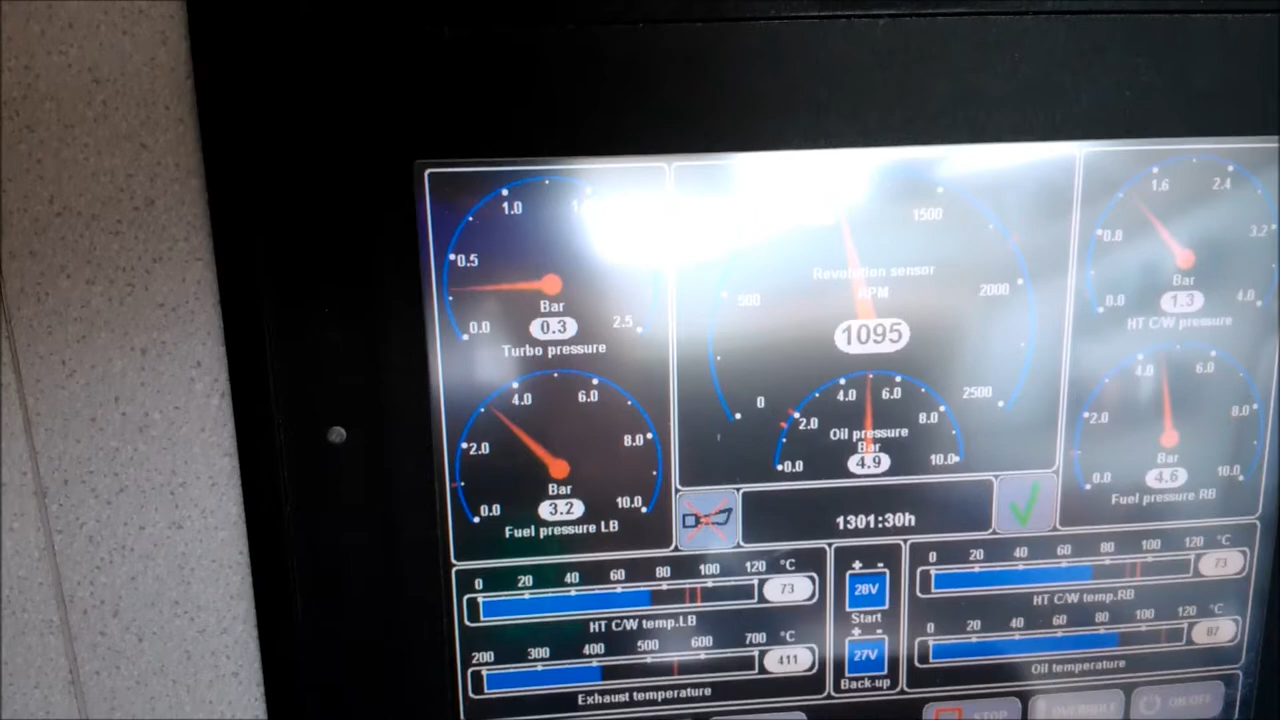 1.0
0.5
0.0
Bar
0.3
2.5
Turbo pressure
4.0
6.0
2.0
8.0
0.0
Bar
3.2
10.0
Fuel pressure LB
1500
500
Revolution sensor
RPM
2000
1095
0
2500
4.0 6.0
2.0
8.0
Oil pressure
Bar
0.0
4.9
10.0
1.6 2.4
0.8
3.2
Bar
0.0
1.3
4.0
HT C/W pressure
4.0 6.0
2.0
8.0
Bar
0.0
4.6
10.0
Fuel pressure RB
1301:30h
0 20 40 60 80 100 120 °C
73
HT C/W temp.LB
200 300 400 500 600 700 °C
411
Exhaust temperature
+ -
28V
Start
+ -
27V
Back-up
0 20 40 60 80 100 120 °C
73
HT C/W temp.RB
0 20 40 60 80 100 120 °C
87
Oil temperature
STOP
OVERRIDE
ON/OFF